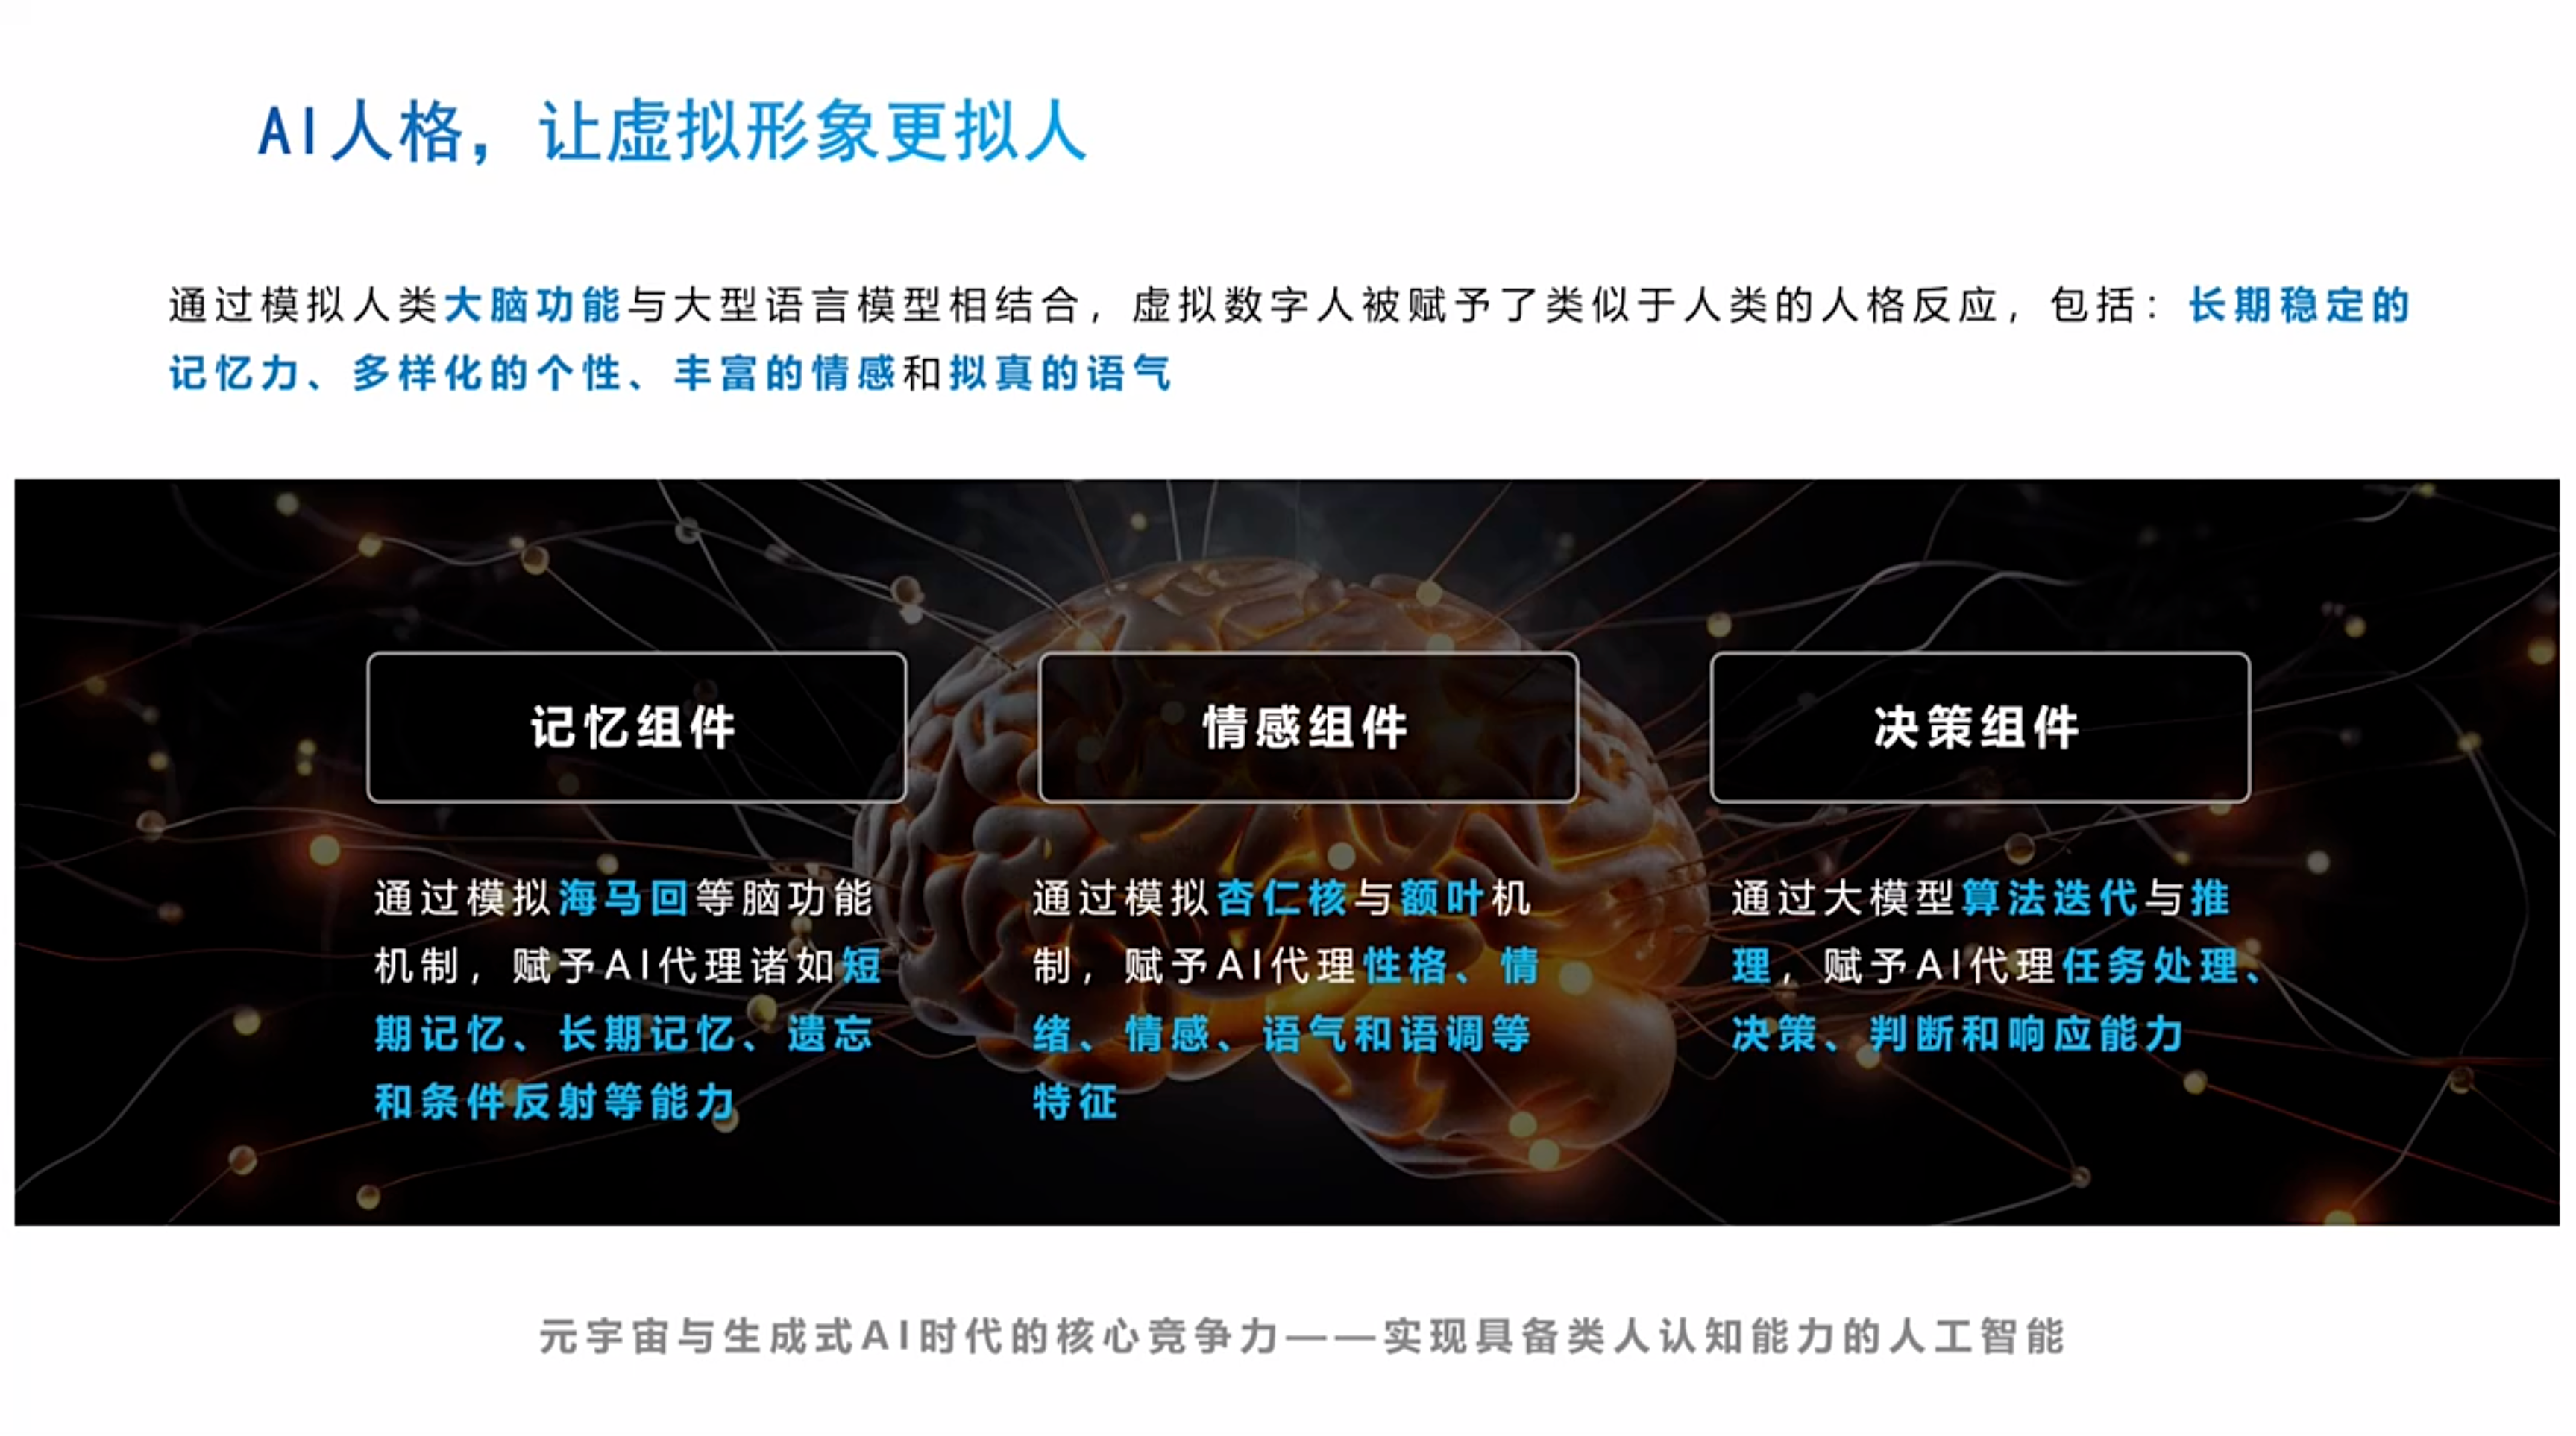 AI人格，让虚拟形象更拟人
通过模拟人类大脑功能与大型语言模型相结合，虚拟数字人被赋予了类似于人类的人格反应，包括：长期稳定的
记忆力、多样化的个性、丰富的情感和拟真的语气
记忆组件
通过模拟海马回等脑功能
机制，赋予AI代理诸如短
期记忆、长期记忆、遗忘
和条件反射等能力
情感组件
通过模拟杏仁核与额叶机
制，赋予AI代理性格、情
绪、情感、语气和语调等
特征
决策组件
通过大模型算法迭代与推
理，赋予AI代理任务处理、
决策、判断和响应能力
元宇宙与生成式AI时代的核心竞争力——实现具备类人认知能力的人工智能